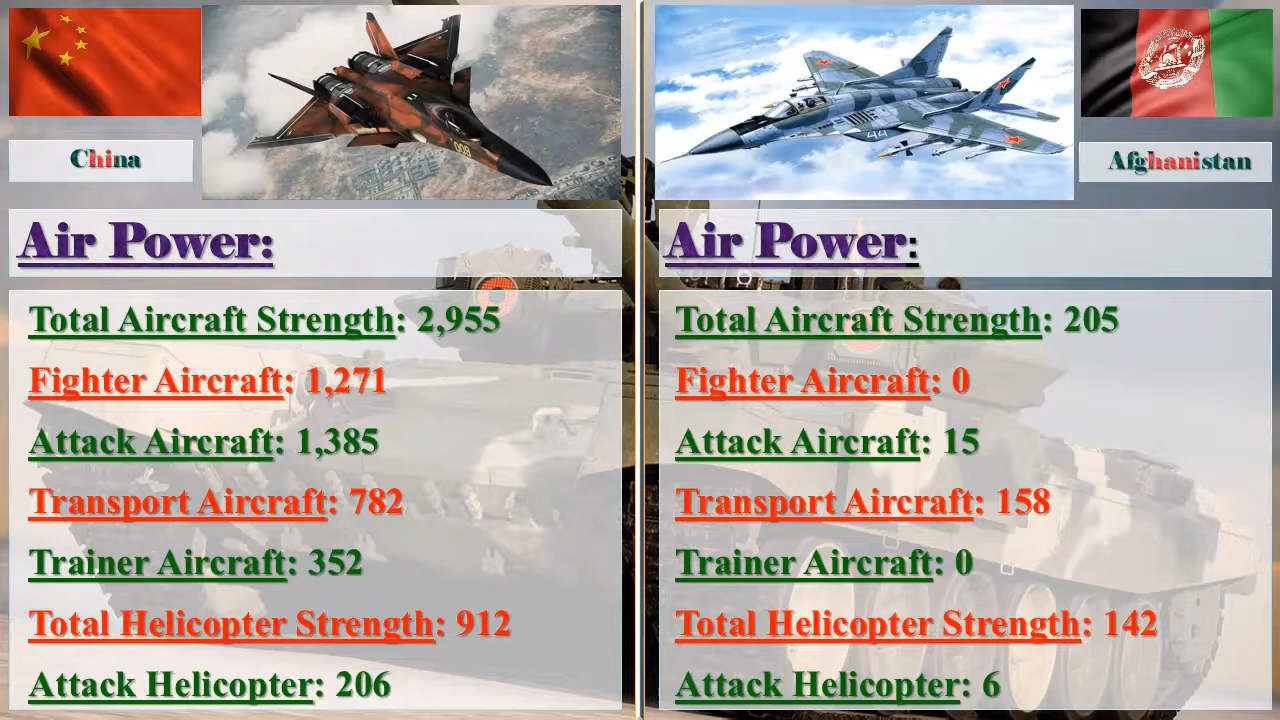 China
008
Air Power:
Total Aircraft Strength: 2,955
Fighter Aircraft: 1,271
Attack Aircraft: 1,385
Transport Aircraft: 782
Trainer Aircraft: 352
Total Helicopter Strength: 912
Attack Helicopter: 206
44
Afghanistan
Air Power:
Total Aircraft Strength: 205
Fighter Aircraft: 0
Attack Aircraft: 15
Transport Aircraft: 158
Trainer Aircraft: 0
Total Helicopter Strength: 142
Attack Helicopter: 6